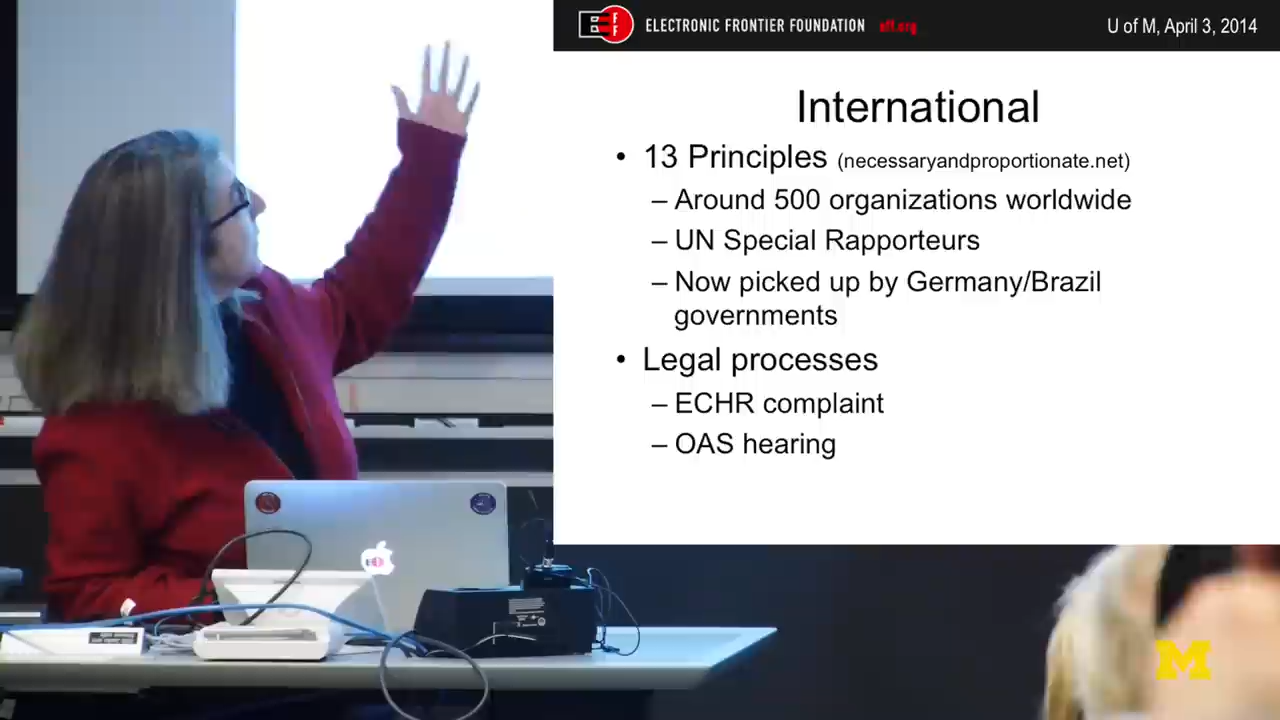 EFF ELECTRONIC FRONTIER FOUNDATION eff.org
U of M, April 3, 2014
International
• 13 Principles (necessaryandproportionate.net)
– Around 500 organizations worldwide
– UN Special Rapporteurs
– Now picked up by Germany/Brazil
governments
• Legal processes
– ECHR complaint
– OAS hearing
M